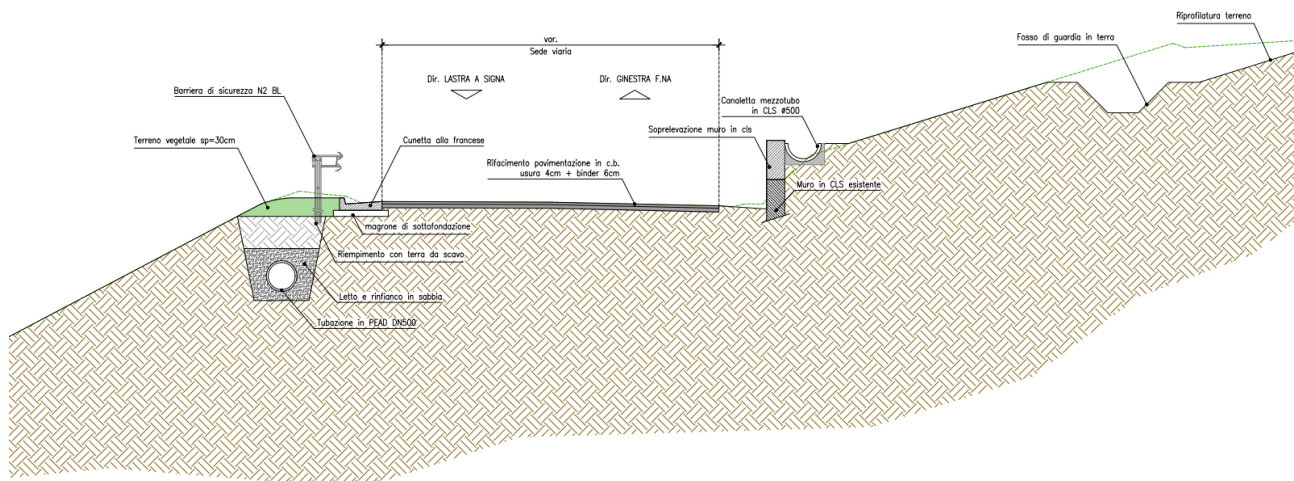 Riprofilatura terreno
var.
Fosso di guardia in terra
Sede viaria
Dir. LASTRA A SIGNA
Dir. GINESTRA F.NA
Barriera di sicurezza N2 BL
Canaletta mezzotubo
in CLS Ø500
Terreno vegetale sp=30cm
Cunetta alla francese
Soprelevazione muro in cls
Rifacimento pavimentazione in c.b.
usura 4cm + binder 6cm
Muro in CLS esistente
magrone di sottofondazione
Riempimento con terra da scavo
Letto e rinfianco in sabbia
Tubazione in PEAD DN500